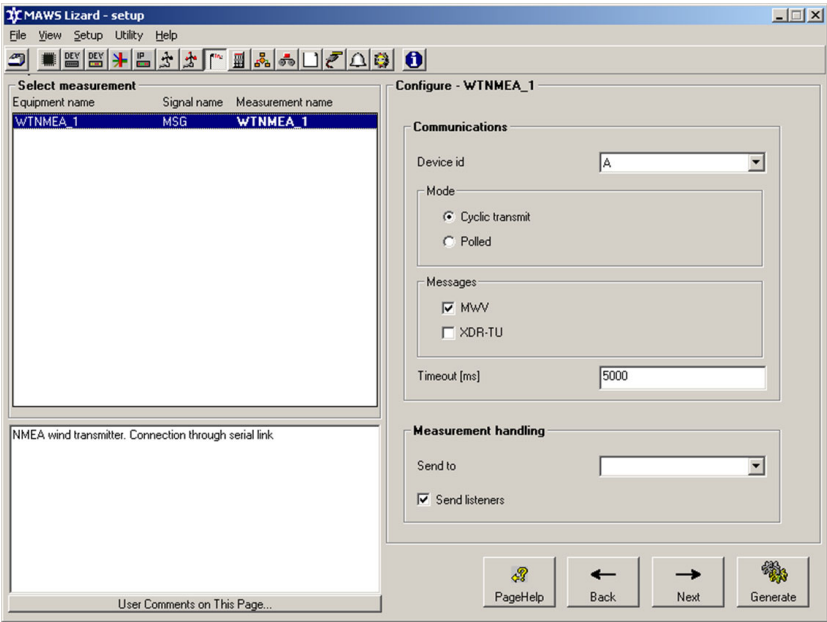 MAWS Lizard - setup
File View Setup Utility Help
DEV DEV IP
Select measurement
Equipment name Signal name Measurement name
WTNMEA_1 MSG WTNMEA_1
NMEA wind transmitter. Connection through serial link
User Comments on This Page...
Configure - WTNMEA_1
Communications
Device id A
Mode
Cyclic transmit
Polled
Messages
MWV
XDR-TU
Timeout [ms] 5000
Measurement handling
Send to
Send listeners
PageHelp Back Next Generate